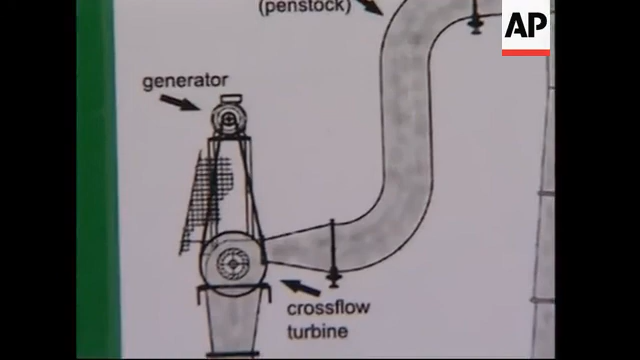 (penstock)
AP
generator
crossflow
turbine